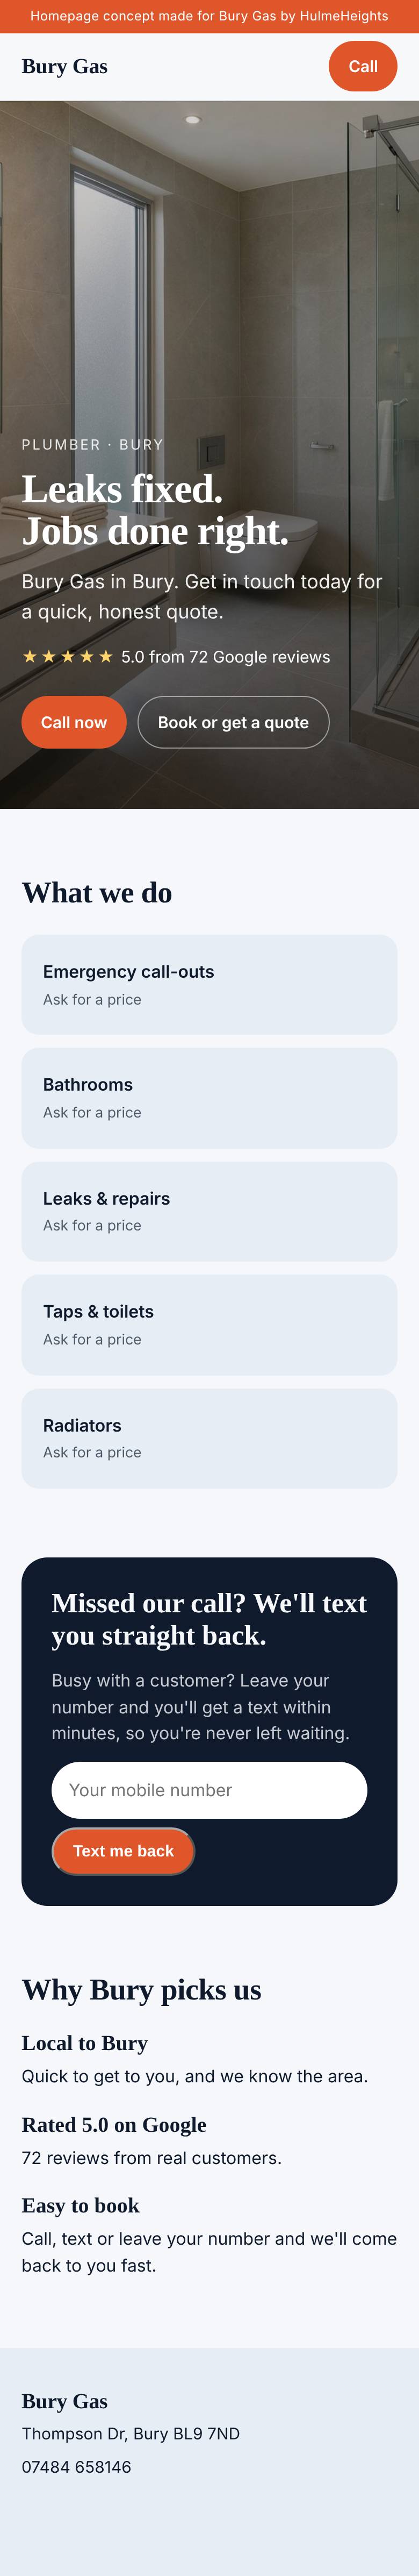 Homepage concept made for Bury Gas by HulmeHeights
Bury Gas
Call
PLUMBER · BURY
Leaks fixed.
Jobs done right.
Bury Gas in Bury. Get in touch today for
a quick, honest quote.
★★★★★ 5.0 from 72 Google reviews
Call now
Book or get a quote
What we do
Emergency call-outs
Ask for a price
Bathrooms
Ask for a price
Leaks & repairs
Ask for a price
Taps & toilets
Ask for a price
Radiators
Ask for a price
Missed our call? We'll text
you straight back.
Busy with a customer? Leave your
number and you'll get a text within
minutes, so you're never left waiting.
Your mobile number
Text me back
Why Bury picks us
Local to Bury
Quick to get to you, and we know the area.
Rated 5.0 on Google
72 reviews from real customers.
Easy to book
Call, text or leave your number and we'll come
back to you fast.
Bury Gas
Thompson Dr, Bury BL9 7ND
07484 658146